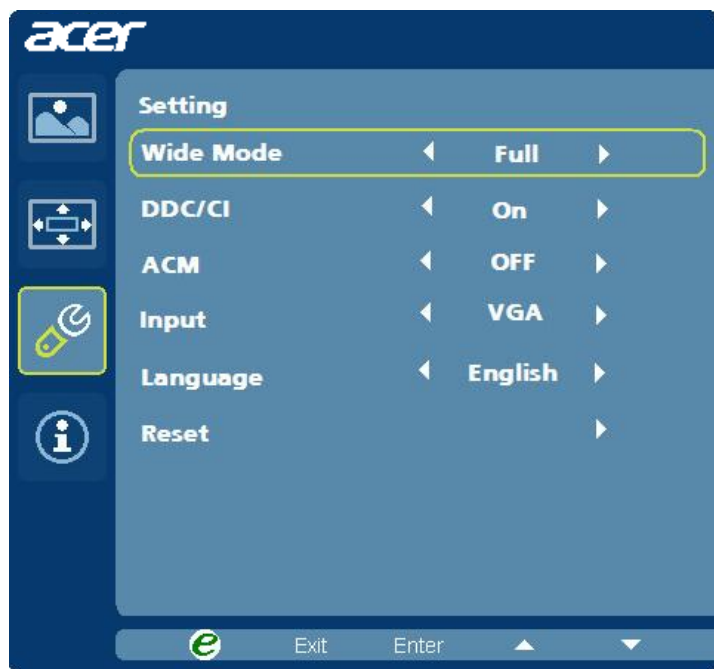 acer
Setting
Wide Mode Full
DDC/CI On
ACM OFF
Input VGA
Language English
Reset
e Exit Enter